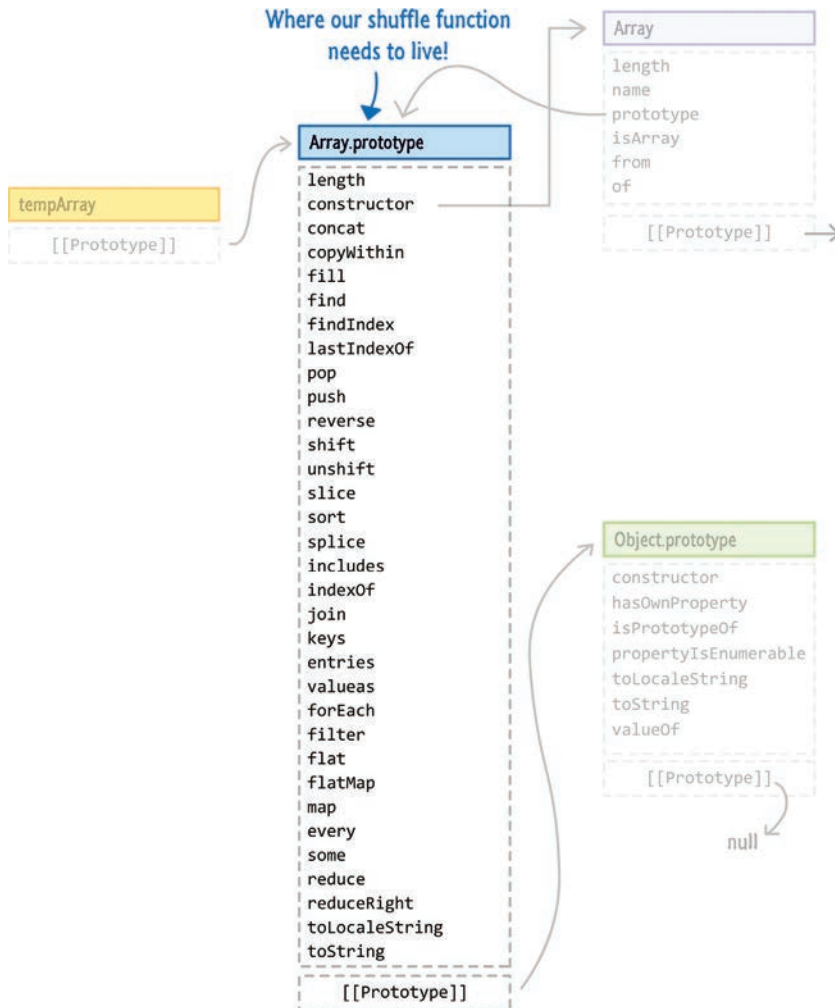 Where our shuffle function
needs to live!
Array
length
name
prototype
isArray
from
of
[[Prototype]]
tempArray
[[Prototype]]
Array.prototype
length
constructor
concat
copyWithin
fill
find
findIndex
lastIndexOf
pop
push
reverse
shift
unshift
slice
sort
splice
includes
indexOf
join
keys
entries
valueas
forEach
filter
flat
flatMap
map
every
some
reduce
reduceRight
toLocaleString
toString
[[Prototype]]
Object.prototype
constructor
hasOwnProperty
isPrototypeOf
propertyIsEnumerable
toLocaleString
toString
valueOf
[[Prototype]]
null